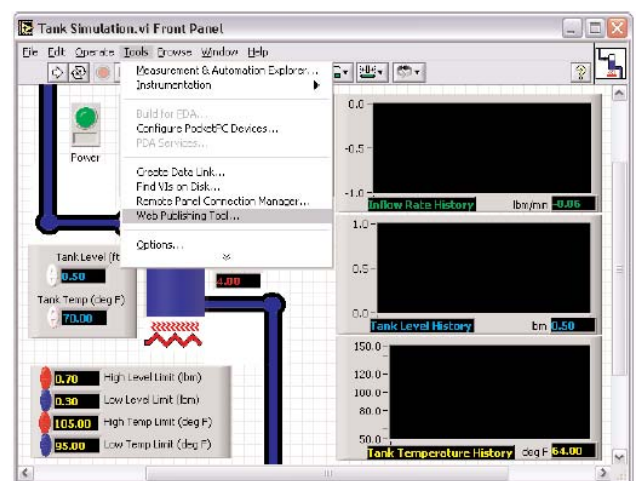 Tank Simulation.vi Front Panel
File Edit Operate Tools Browse Window Help
Measurement & Automation Explorer...
Instrumentation
Build for PDA...
Configure PocketPC Devices...
PDA Services...
Create Data Link...
Find VIs on Disk...
Remote Panel Connection Manager...
Web Publishing Tool...
Options...
Power
Tank Level (ft
0.50
Tank Temp (deg F)
70.00
4.00
0.70 High Level Limit (lbm)
0.30 Low Level Limit (lbm)
105.00 High Temp Limit (deg F)
95.00 Low Temp Limit (deg F)
0.0
-0.5
-1.0
Inflow Rate History lbm/min -0.06
1.0
0.5
0.0
Tank Level History bm 0.50
150.0
120.0
100.0
80.0
50.0
Tank Temperature History deg F 64.00